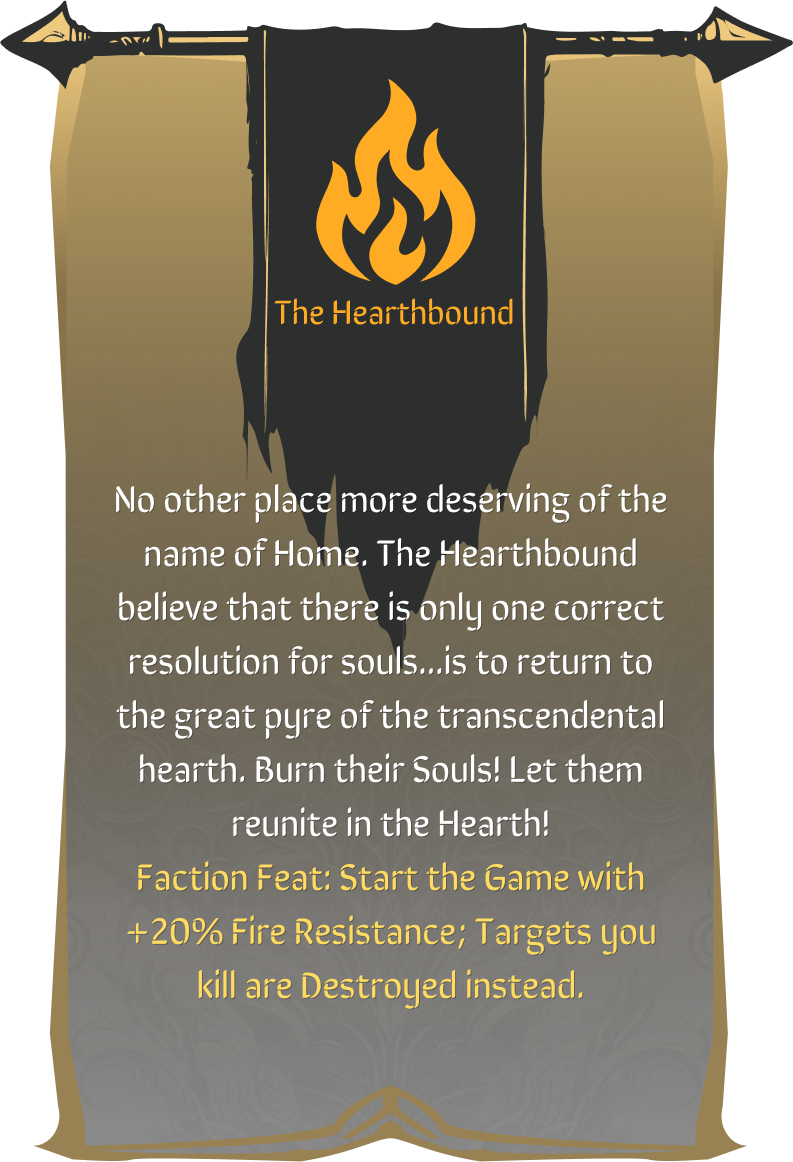 The Hearthbound
No other place more deserving of the
name of Home. The Hearthbound
believe that there is only one correct
resolution for souls...is to return to
the great pyre of the transcendental
hearth. Burn their Souls! Let them
reunite in the Hearth!
Faction Feat: Start the Game with
+20% Fire Resistance; Targets you
kill are Destroyed instead.